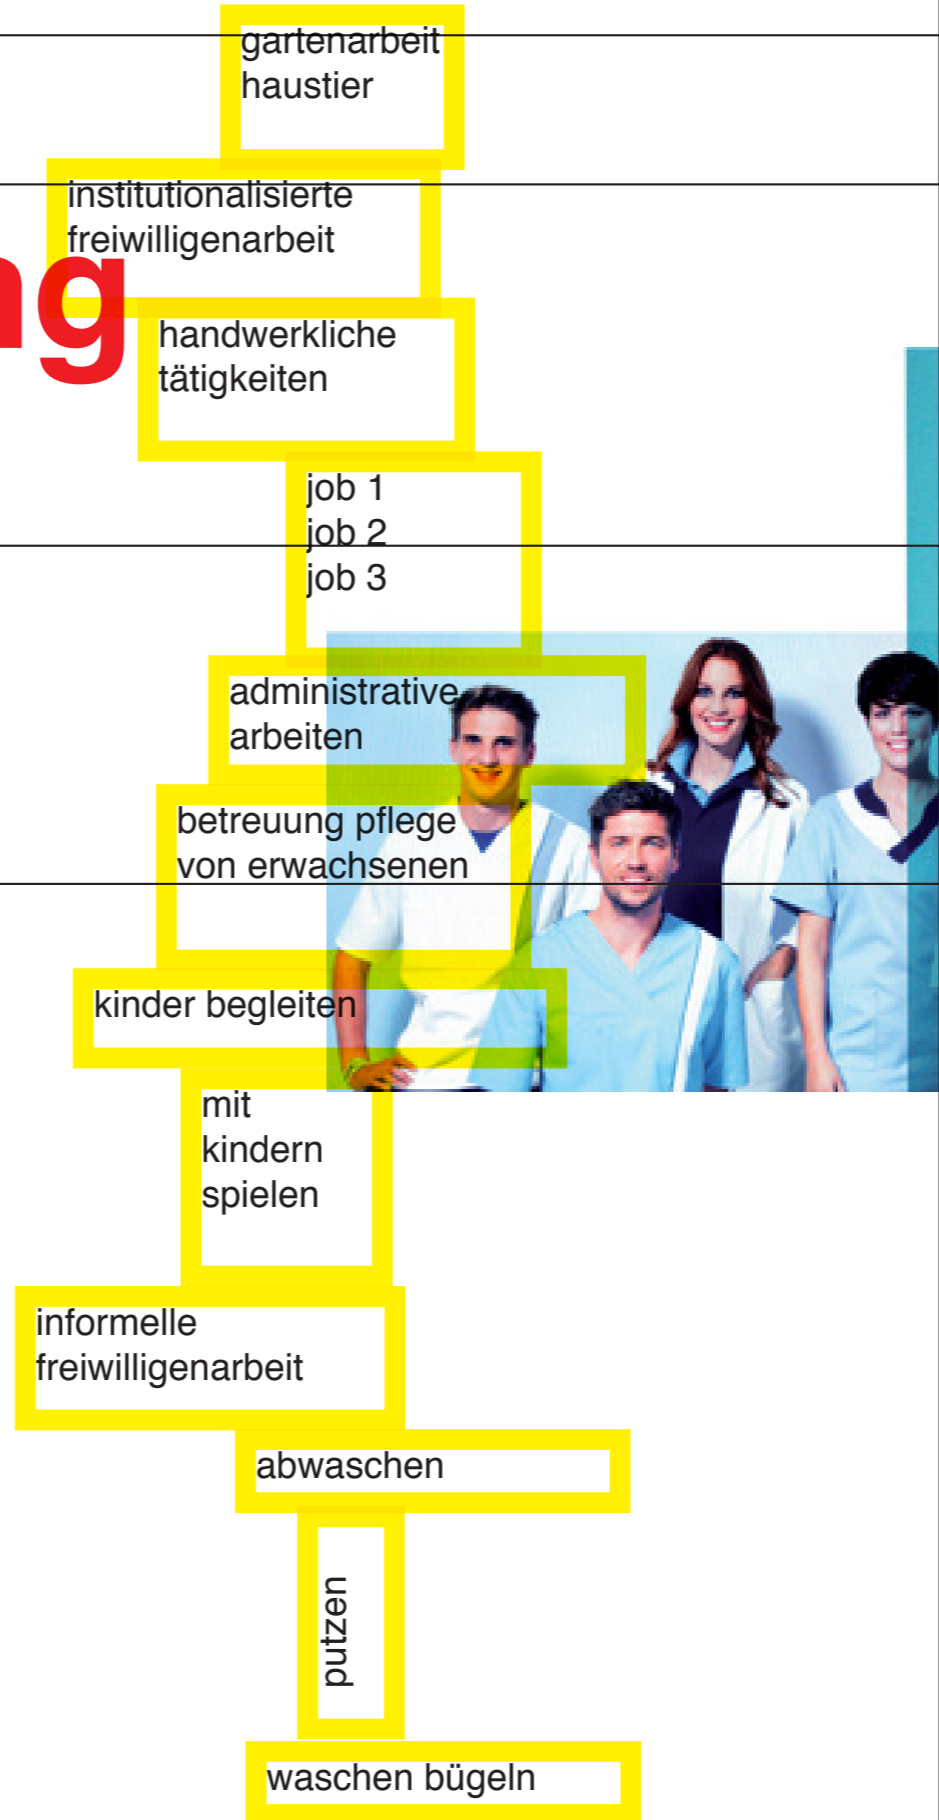 gartenarbeit
haustier
institutionalisierte
freiwilligenarbeit
ng
handwerkliche
tätigkeiten
job 1
job 2
job 3
administrative
arbeiten
betreuung pflege
von erwachsenen
kinder begleiten
mit
kindern
spielen
informelle
freiwilligenarbeit
abwaschen
putzen
waschen bügeln